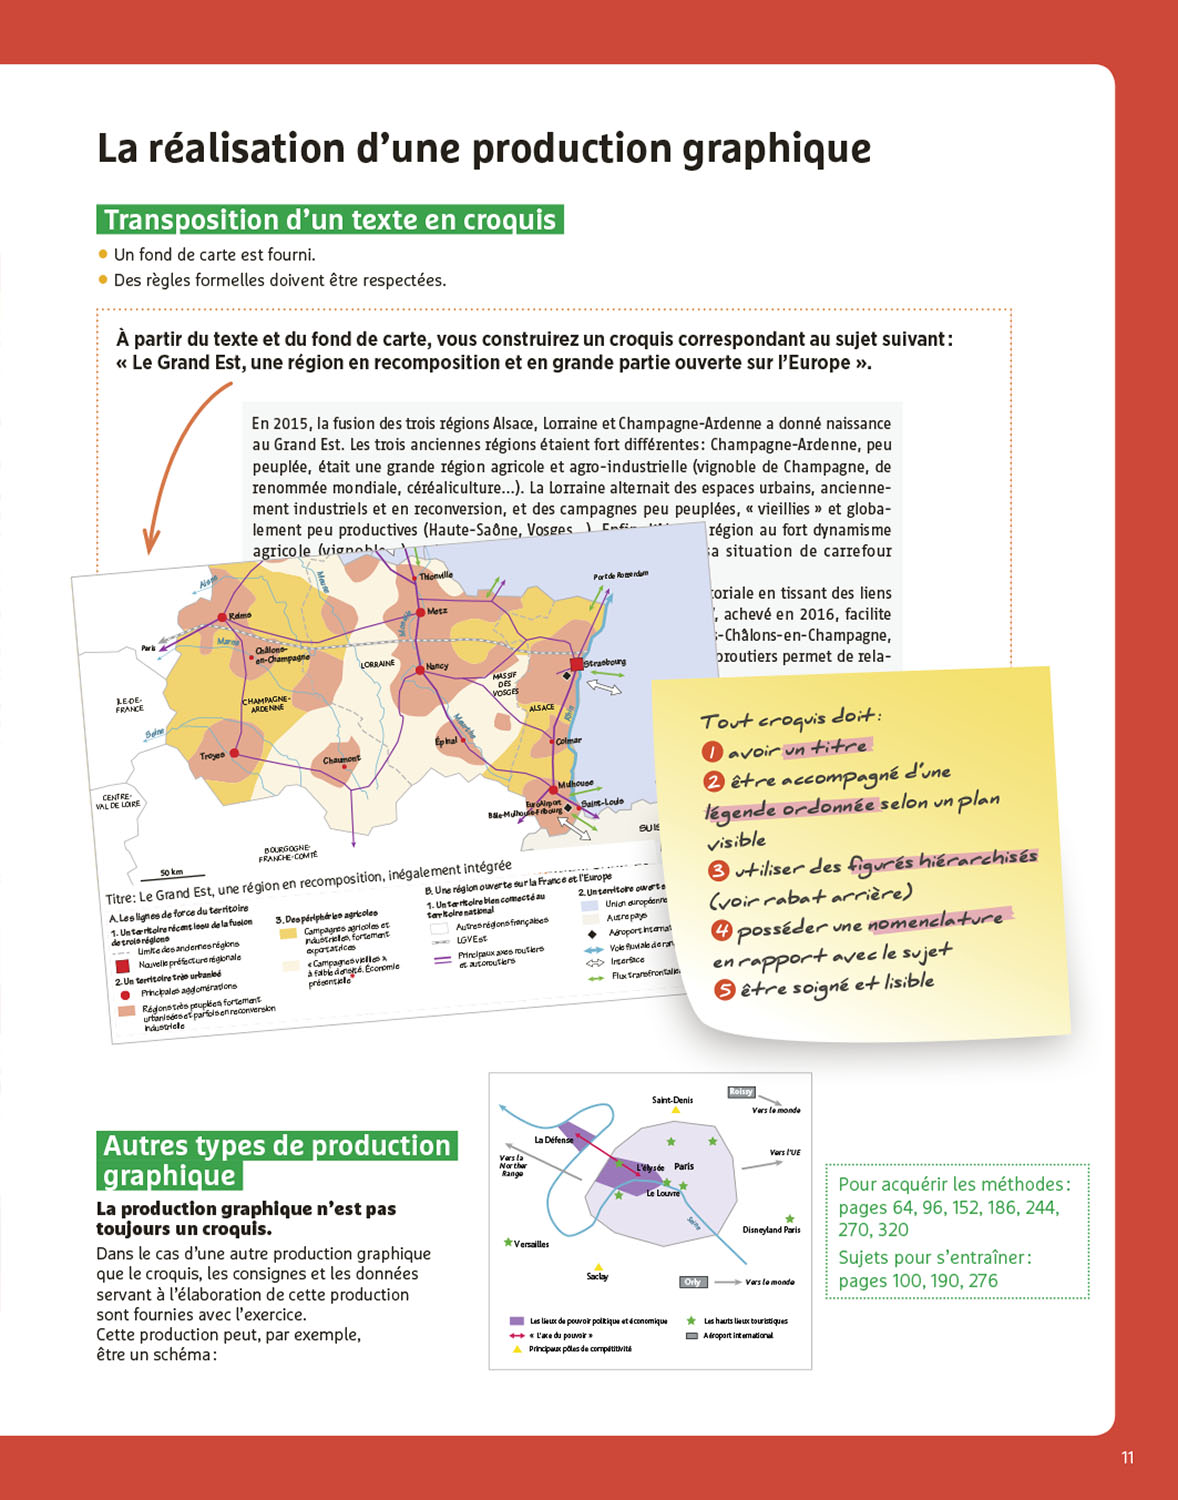 La réalisation d’une production graphique
Transposition d’un texte en croquis
• Un fond de carte est fourni.
• Des règles formelles doivent être respectées.
À partir du texte et du fond de carte, vous construirez un croquis correspondant au sujet suivant :
« Le Grand Est, une région en recomposition et en grande partie ouverte sur l’Europe ».
En 2015, la fusion des trois régions Alsace, Lorraine et Champagne-Ardenne a donné naissance
au Grand Est. Les trois anciennes régions étaient fort différentes : Champagne-Ardenne, peu
peuplée, était une grande région agricole et agro-industrielle (vignoble de Champagne, de
renommée mondiale, céréaliculture...). La Lorraine alternait des espaces urbains, ancienne-
ment industriels et en reconversion, et des campagnes peu peuplées, « vieillies » et globa-
lement peu productives (Haute-Saône, Vosges...). Enfin région au fort dynamisme
agricole (vignoble situation de carrefour
en tissant des liens
achevé en 2016, facilite
-Châlons-en-Champagne,
permet de rela-
Aisne
Meuse
Thionville
Port de Rotterdam
Reims
Metz
Moselle
Paris
Marne
Châlons-
en-Champagne
LORRAINE
Nancy
Strasbourg
MASSIF
DES
VOSGES
ÎLE-DE-
FRANCE
CHAMPAGNE-
ARDENNE
ALSACE
Rhin
Seine
Meurthe
Troyes
Chaumont
Épinal
Colmar
Mulhouse
CENTRE-
VAL DE LOIRE
EuroAirport
Bâle-Mulhouse-Fribourg
Saint-Louis
BOURGOGNE-
FRANCHE-COMTÉ
50 km
Titre : Le Grand Est, une région en recomposition, inégalement intégrée
A. Les lignes de force du territoire
1. Un territoire récent issu de la fusion
de trois régions
Limite des anciennes régions
Nouvelle préfecture régionale
2. Un territoire très urbanisé
Principales agglomérations
Régions très peuplées, fortement
urbanisées et parfois en reconversion
industrielle
3. Des périphéries agricoles
Campagnes agricoles et
industrielles, fortement
exportatrices
« Campagnes vieillies »,
à faible densité. Économie
présentielle
B. Une région ouverte sur la France et l’Europe
1. Un territoire bien connecté au
territoire national
Autres régions françaises
LGV Est
Principaux axes routiers
et autoroutiers
2. Un territoire
Union européenne
Autre pays
Aéroport
Voie fluviale de
Interface
Flux
Tout croquis doit :
1 avoir un titre
2 être accompagné d’une
légende ordonnée selon un plan
visible
3 utiliser des figurés hiérarchisés
(voir rabat arrière)
4 posséder une nomenclature
en rapport avec le sujet
5 être soigné et lisible
Autres types de production
graphique
La production graphique n’est pas
toujours un croquis.
Dans le cas d’une autre production graphique
que le croquis, les consignes et les données
servant à l’élaboration de cette production
sont fournies avec l’exercice.
Cette production peut, par exemple,
être un schéma :
Saint-Denis
Roissy
Vers le monde
La Défense
Vers la
Norther
Range
L'élysée
Paris
Vers l'UE
Le Louvre
Seine
Disneyland Paris
Versailles
Saclay
Orly
Vers le monde
Les lieux de pouvoir politique et économique
« L'axe du pouvoir »
Principaux pôles de compétitivité
Les hauts lieux touristiques
Aéroport international
Pour acquérir les méthodes :
pages 64, 96, 152, 186, 244,
270, 320
Sujets pour s’entraîner :
pages 100, 190, 276
11